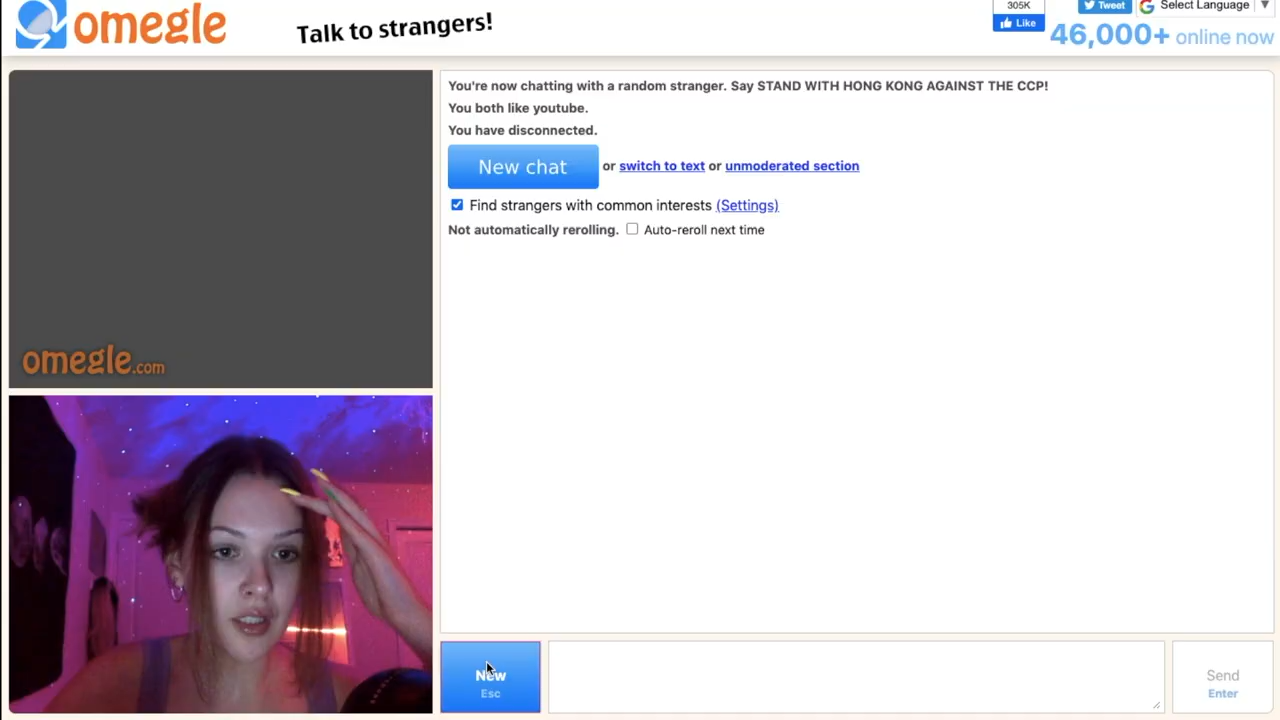 omegle
Talk to strangers!
305K
Like
Tweet
Select Language ▼
46,000+ online now
You're now chatting with a random stranger. Say STAND WITH HONG KONG AGAINST THE CCP!
You both like youtube.
You have disconnected.
New chat or switch to text or unmoderated section
Find strangers with common interests (Settings)
Not automatically rerolling. Auto-reroll next time
omegle.com
New
Esc
Send
Enter